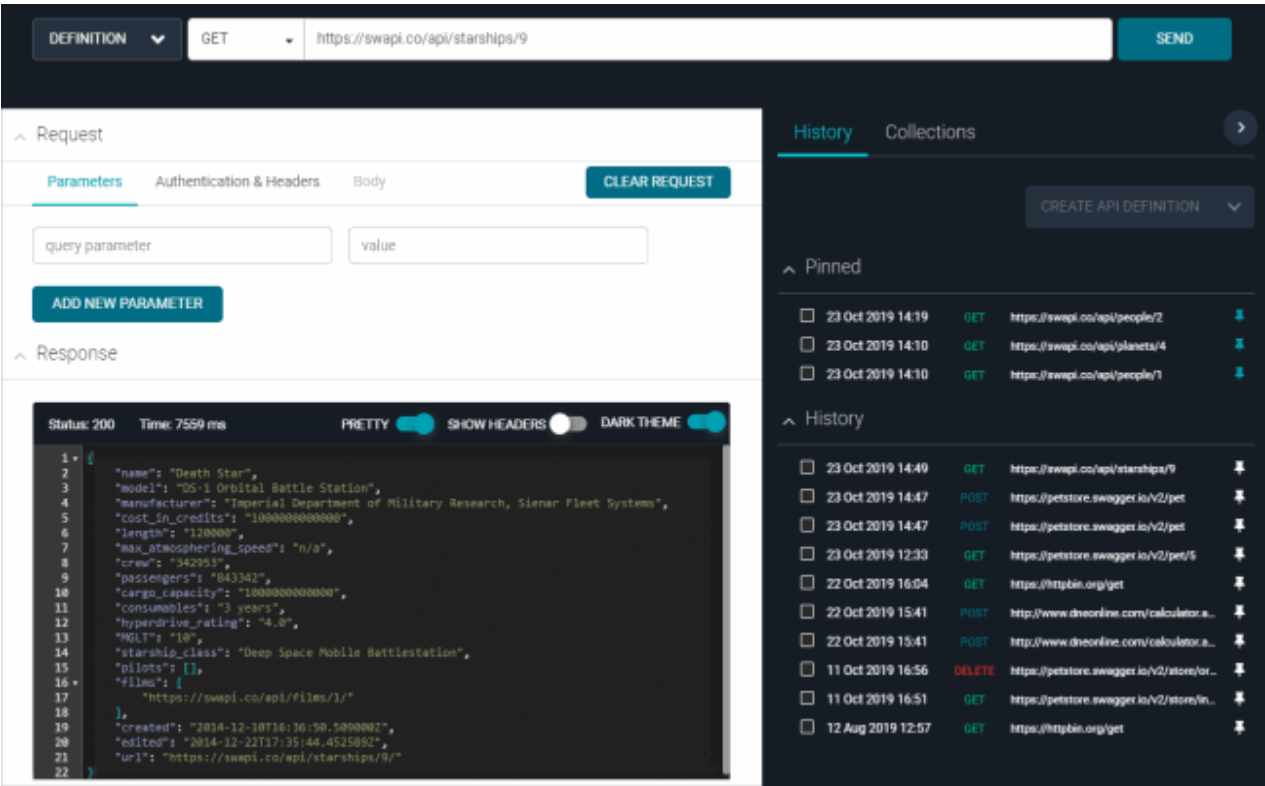 DEFINITION
GET
https://swapi.co/api/starships/9
SEND
Request
Parameters Authentication & Headers Body CLEAR REQUEST
query parameter value
ADD NEW PARAMETER
Response
Status: 200 Time: 7559 ms PRETTY SHOW HEADERS DARK THEME
1 {
2 "name": "Death Star",
3 "model": "DS-1 Orbital Battle Station",
4 "manufacturer": "Imperial Department of Military Research, Sienar Fleet Systems",
5 "cost_in_credits": "1000000000000",
6 "length": "120000",
7 "max_atmosphering_speed": "n/a",
8 "crew": "342953",
9 "passengers": "843342",
10 "cargo_capacity": "1000000000000",
11 "consumables": "3 years",
12 "hyperdrive_rating": "4.0",
13 "MGLT": "10",
14 "starship_class": "Deep Space Mobile Battlestation",
15 "pilots": [],
16 "films": [
17 "https://swapi.co/api/films/1/"
18 ],
19 "created": "2014-12-10T16:36:50.509000Z",
20 "edited": "2014-12-22T17:35:44.452589Z",
21 "url": "https://swapi.co/api/starships/9/"
22 }
History Collections
CREATE API DEFINITION
Pinned
23 Oct 2019 14:19 GET https://swapi.co/api/people/2
23 Oct 2019 14:10 GET https://swapi.co/api/planets/4
23 Oct 2019 14:10 GET https://swapi.co/api/people/1
History
23 Oct 2019 14:49 GET https://swapi.co/api/starships/9
23 Oct 2019 14:47 POST https://petstore.swagger.io/v2/pet
23 Oct 2019 14:47 POST https://petstore.swagger.io/v2/pet
23 Oct 2019 12:33 GET https://petstore.swagger.io/v2/pet/5
22 Oct 2019 16:04 GET https://httpbin.org/get
22 Oct 2019 15:41 POST http://www.dneonline.com/calculator.a...
22 Oct 2019 15:41 POST http://www.dneonline.com/calculator.a...
11 Oct 2019 16:56 DELETE https://petstore.swagger.io/v2/store/or...
11 Oct 2019 16:51 GET https://petstore.swagger.io/v2/store/in...
12 Aug 2019 12:57 GET https://httpbin.org/get